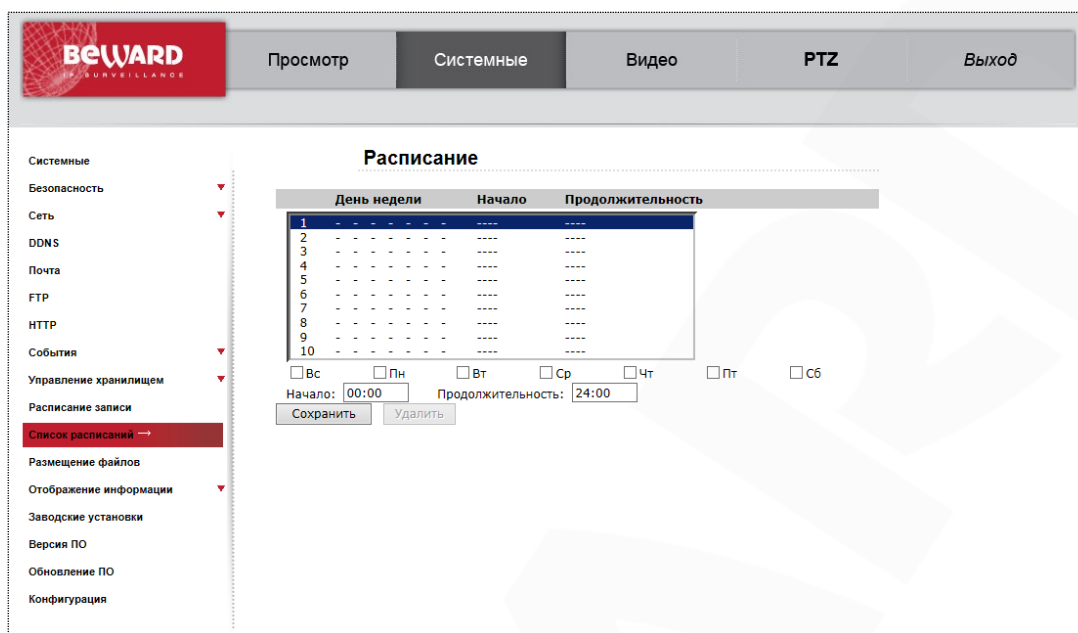 BEWARD
IP SURVEILLANCE
Просмотр Системные Видео PTZ Выход
Системные
Безопасность
Сеть
DDNS
Почта
FTP
HTTP
События
Управление хранилищем
Расписание записи
Список расписаний →
Размещение файлов
Отображение информации
Заводские установки
Версия ПО
Обновление ПО
Конфигурация
Расписание
День недели Начало Продолжительность
1 - - - - - - - ---- ----
2 - - - - - - - ---- ----
3 - - - - - - - ---- ----
4 - - - - - - - ---- ----
5 - - - - - - - ---- ----
6 - - - - - - - ---- ----
7 - - - - - - - ---- ----
8 - - - - - - - ---- ----
9 - - - - - - - ---- ----
10 - - - - - - - ---- ----
Вс Пн Вт Ср Чт Пт Сб
Начало: 00:00 Продолжительность: 24:00
Сохранить Удалить